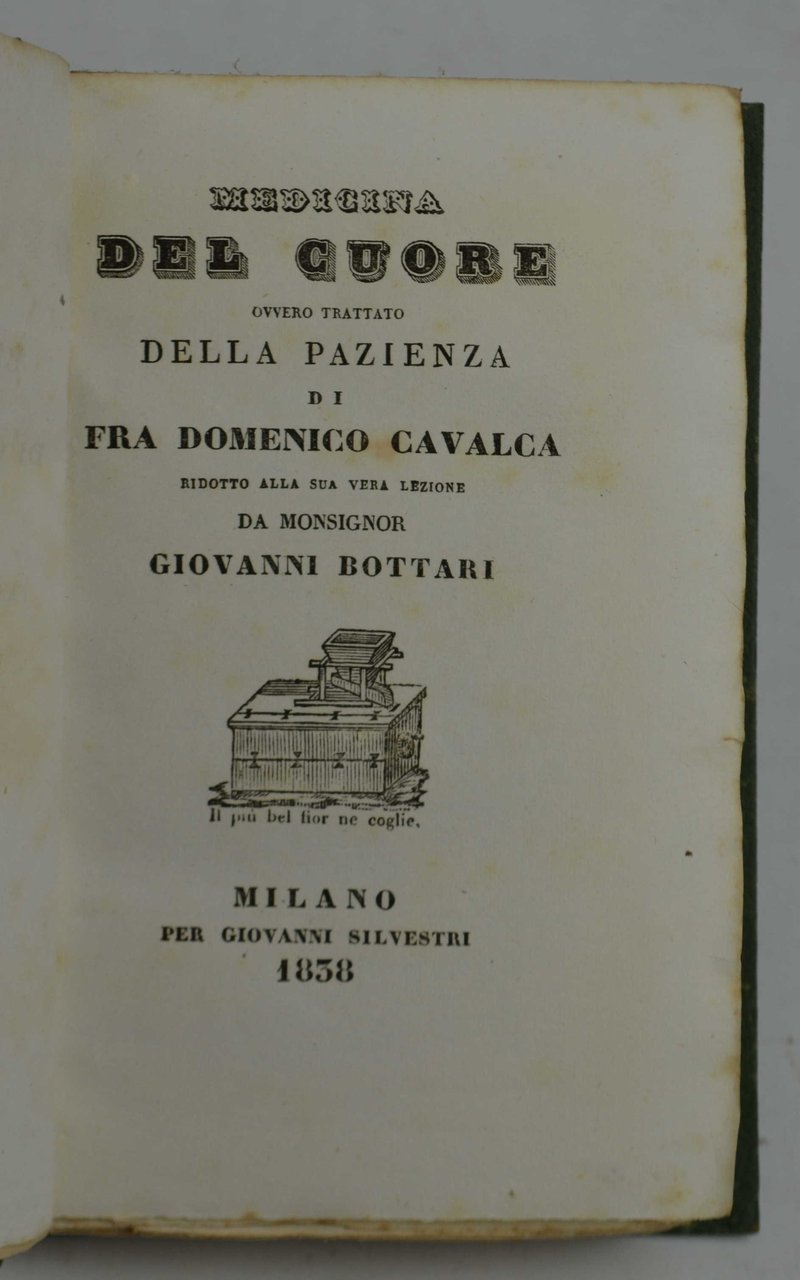 MEDICINA
DEL CUORE
OVVERO TRATTATO
DELLA PAZIENZA
DI
FRA DOMENICO CAVALCA
RIDOTTO ALLA SUA VERA LEZIONE
DA MONSIGNOR
GIOVANNI BOTTARI
Il più bel fior ne coglie.
MILANO
PER GIOVANNI SILVESTRI
1838